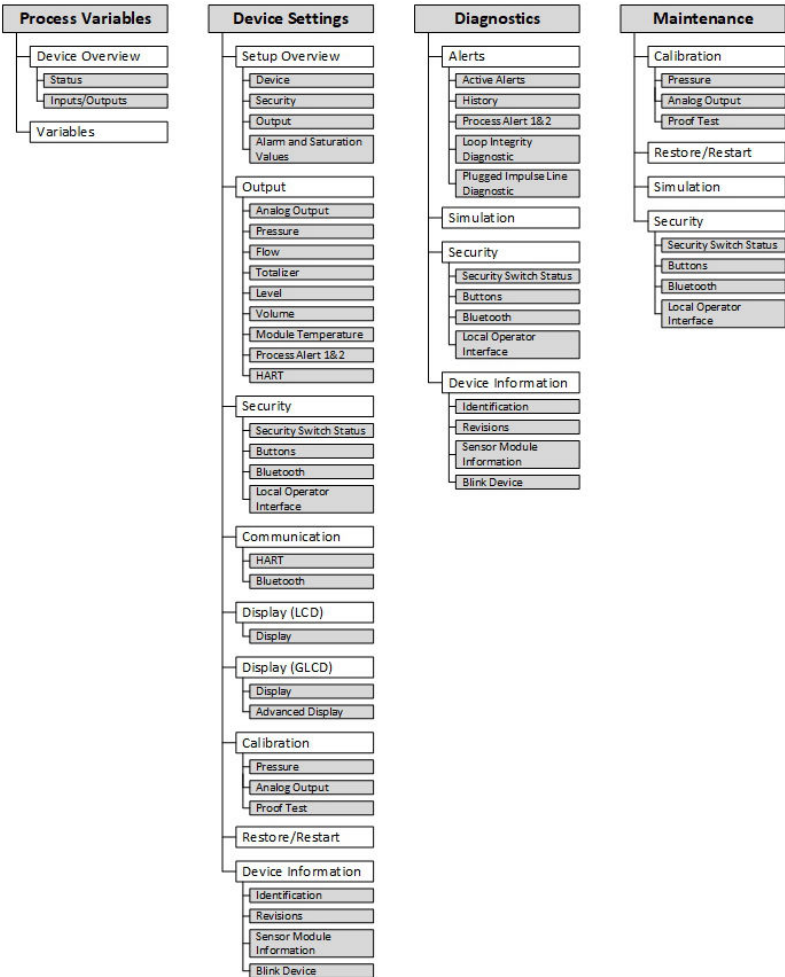 Process Variables
Device Overview
Status
Inputs/Outputs
Variables
Device Settings
Setup Overview
Device
Security
Output
Alarm and Saturation
Values
Output
Analog Output
Pressure
Flow
Totalizer
Level
Volume
Module Temperature
Process Alert 1&2
HART
Security
Security Switch Status
Buttons
Bluetooth
Local Operator
Interface
Communication
HART
Bluetooth
Display (LCD)
Display
Display (GLCD)
Display
Advanced Display
Calibration
Pressure
Analog Output
Proof Test
Restore/Restart
Device Information
Identification
Revisions
Sensor Module
Information
Blink Device
Diagnostics
Alerts
Active Alerts
History
Process Alert 1&2
Loop Integrity
Diagnostic
Plugged Impulse Line
Diagnostic
Simulation
Security
Security Switch Status
Buttons
Bluetooth
Local Operator
Interface
Device Information
Identification
Revisions
Sensor Module
Information
Blink Device
Maintenance
Calibration
Pressure
Analog Output
Proof Test
Restore/Restart
Simulation
Security
Security Switch Status
Buttons
Bluetooth
Local Operator
Interface